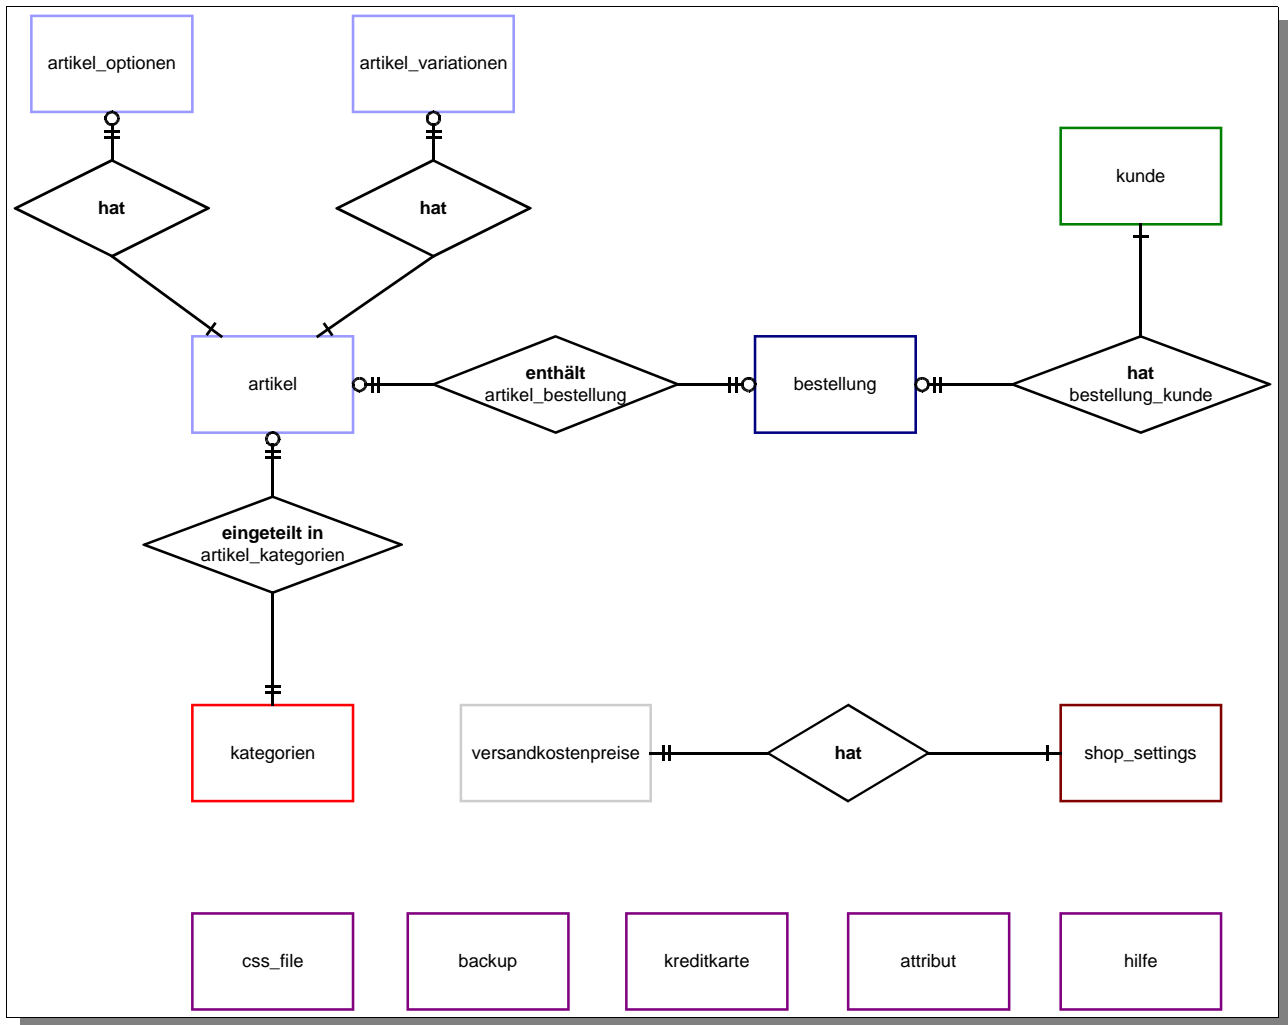 artikel_optionen
artikel_variationen
kunde
hat
hat
artikel
enthält
artikel_bestellung
bestellung
hat
bestellung_kunde
eingeteilt in
artikel_kategorien
kategorien
versandkostenpreise
hat
shop_settings
css_file
backup
kreditkarte
attribut
hilfe